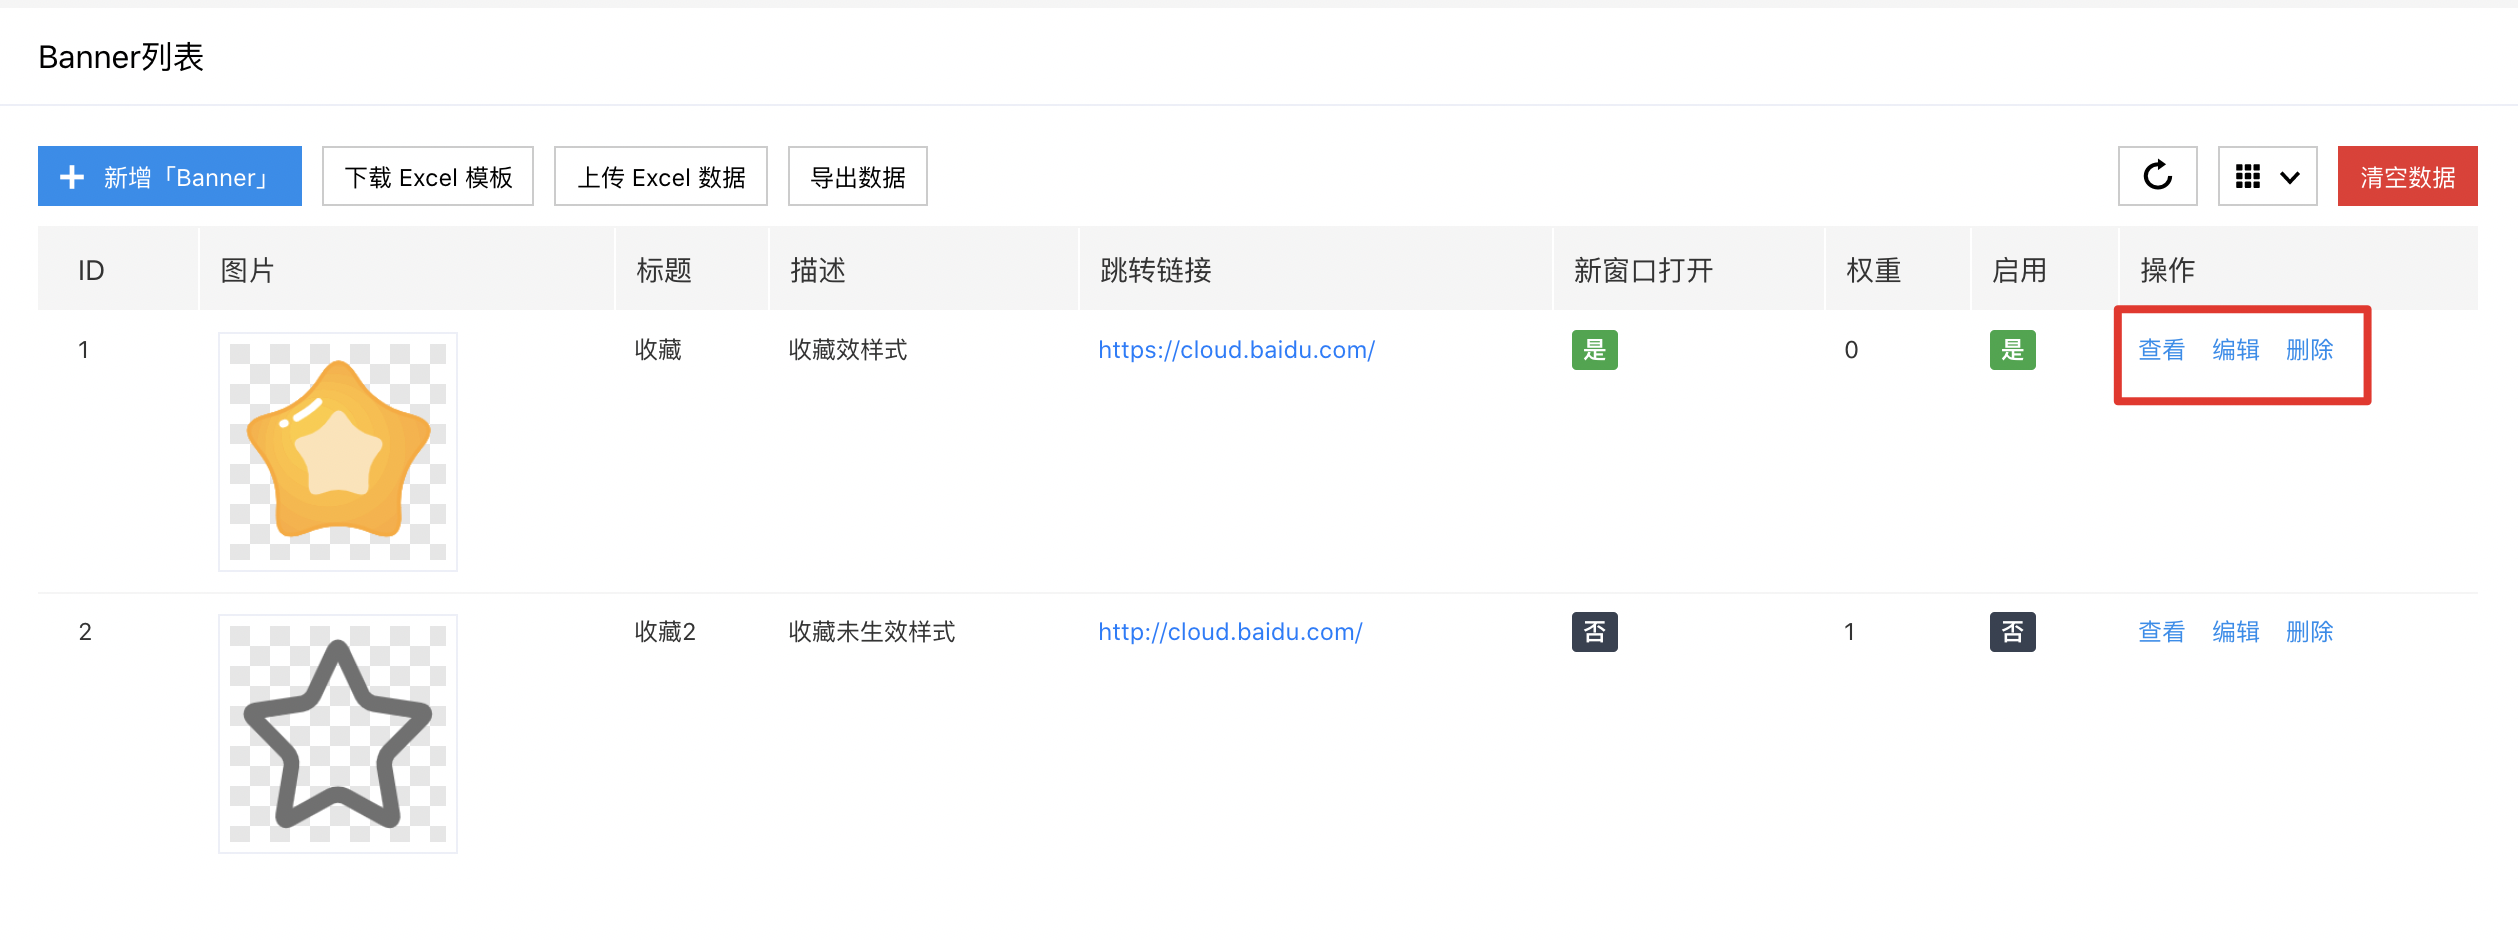 Banner列表
新增「Banner」 下载 Excel 模板 上传 Excel 数据 导出数据 清空数据
ID 图片 标题 描述 跳转链接 新窗口打开 权重 启用 操作
1 收藏 收藏效样式 https://cloud.baidu.com/ 是 0 是 查看 编辑 删除
2 收藏2 收藏未生效样式 http://cloud.baidu.com/ 否 1 否 查看 编辑 删除